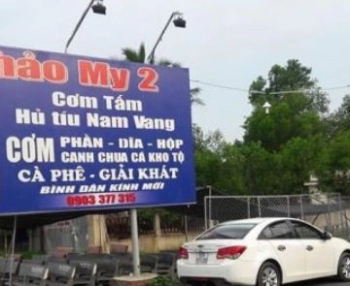 hảo My 2
Cơm Tấm
Hủ tíu Nam Vang
CƠM PHẦN - DĨA - HỘP
CANH CHUA CÁ KHO TỘ
CÀ PHÊ - GIẢI KHÁT
BÌNH DÂN KÍNH MỜI
0903 377 315